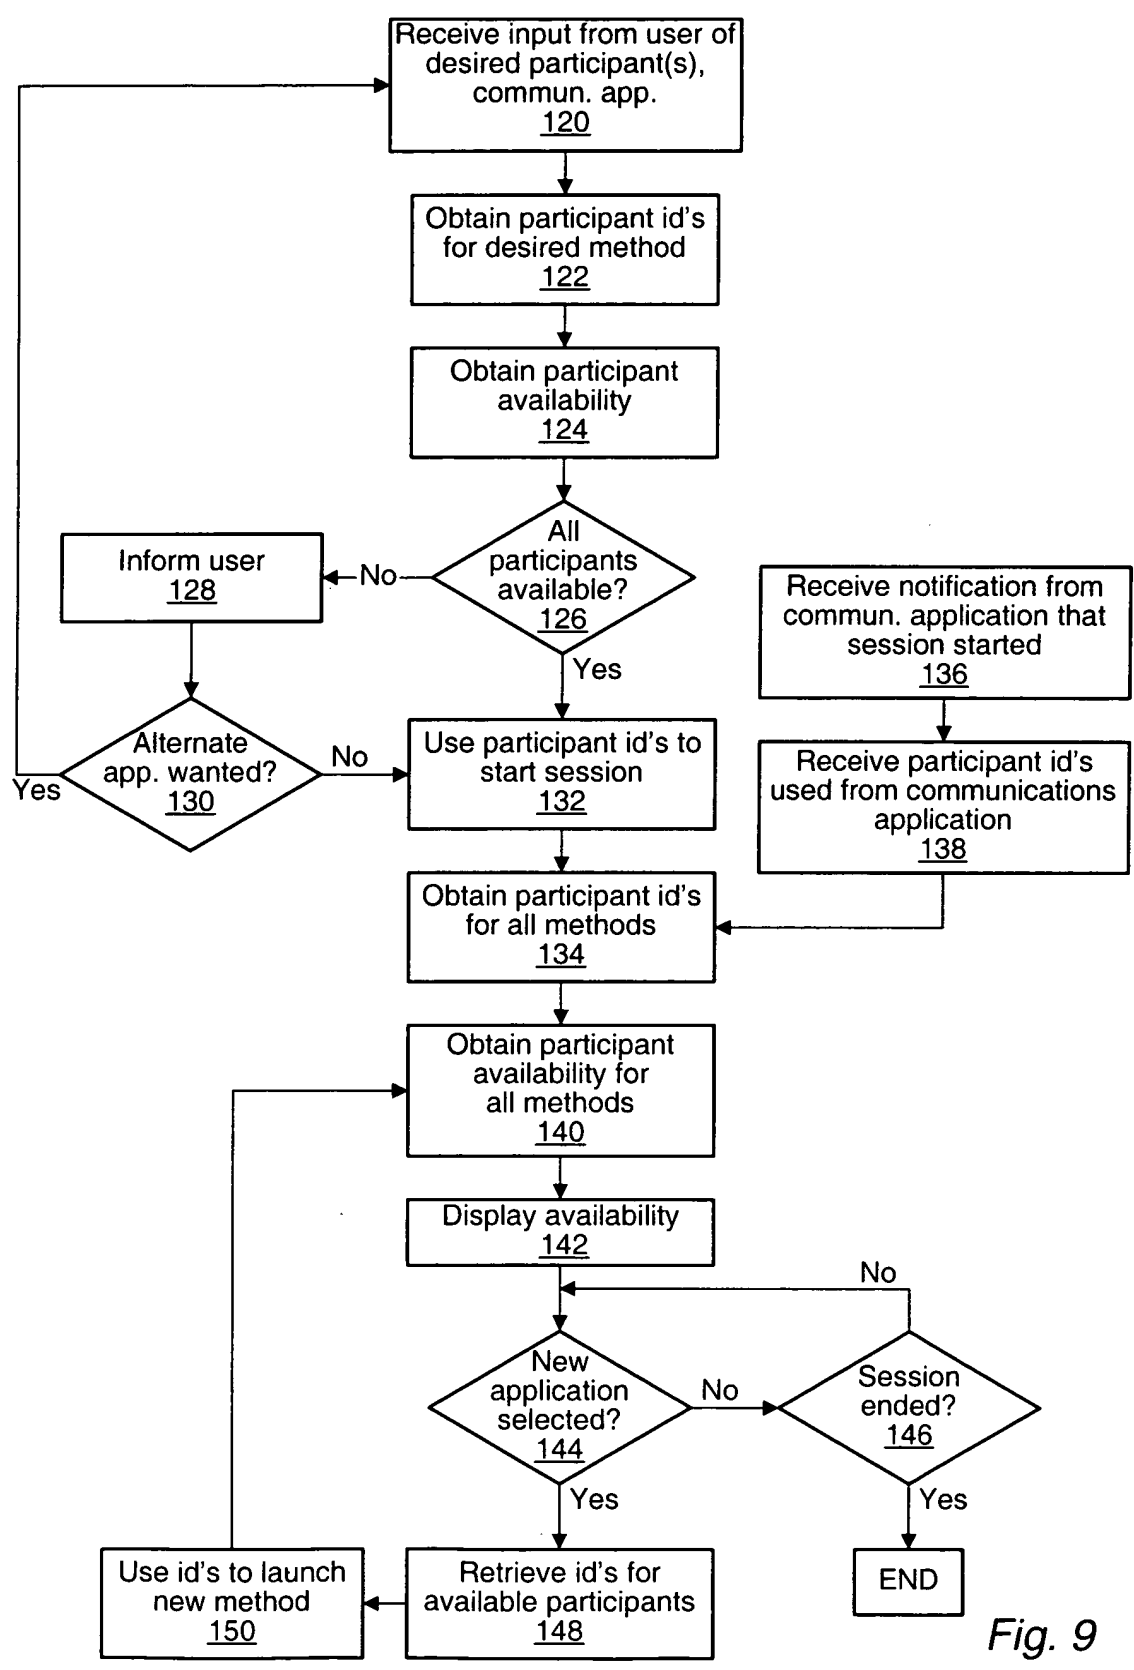 Receive input from user of
desired participant(s),
commun. app.
120
Obtain participant id's
for desired method
122
Obtain participant
availability
124
All
participants
available?
126
No
Yes
Inform user
128
Alternate
app. wanted?
130
Yes
No
Use participant id's to
start session
132
Receive notification from
commun. application that
session started
136
Receive participant id's
used from communications
application
138
Obtain participant id's
for all methods
134
Obtain participant
availability for
all methods
140
Display availability
142
No
New
application
selected?
144
No
Session
ended?
146
Yes
Yes
Use id's to launch
new method
150
Retrieve id's for
available participants
148
END
Fig. 9